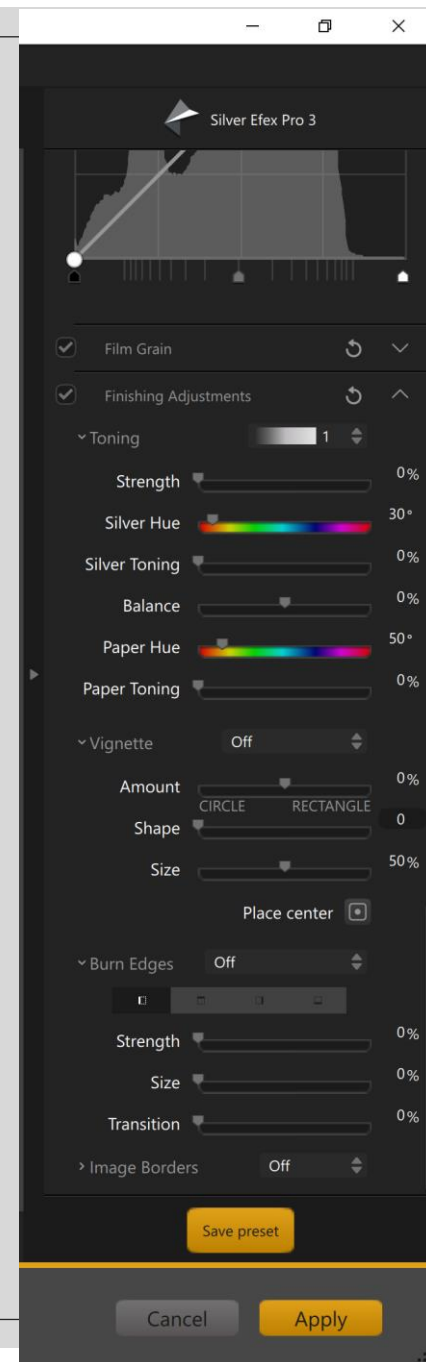 Silver Efex Pro 3
Film Grain
Finishing Adjustments
Toning 1
Strength 0%
Silver Hue 30°
Silver Toning 0%
Balance 0%
Paper Hue 50°
Paper Toning 0%
Vignette Off
Amount 0%
CIRCLE RECTANGLE
Shape 0
Size 50%
Place center
Burn Edges Off
Strength 0%
Size 0%
Transition 0%
Image Borders Off
Save preset
Cancel Apply